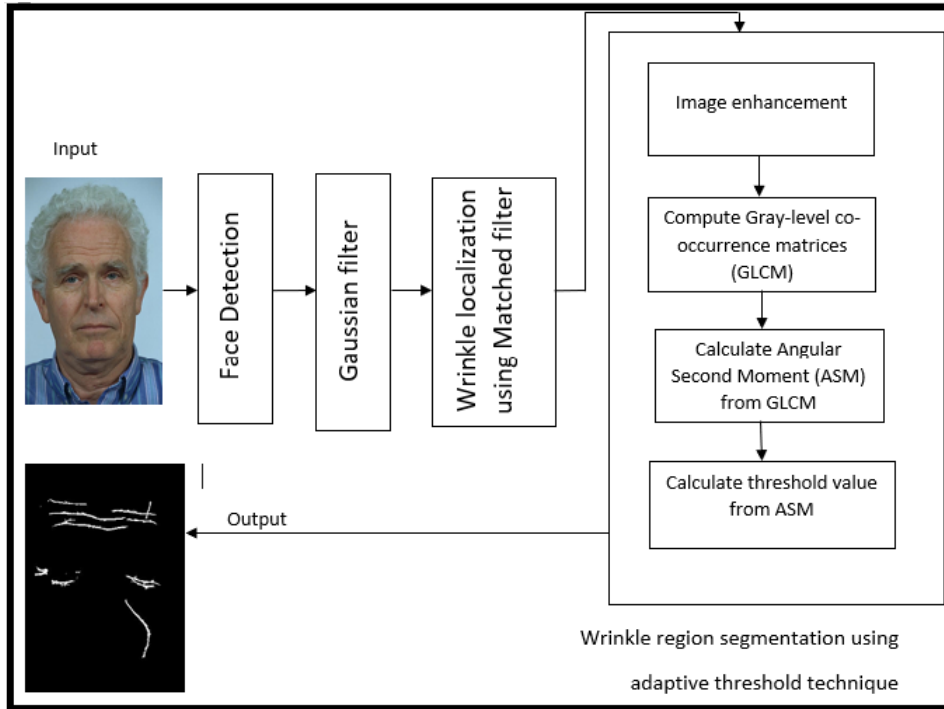 Input
Face Detection
Gaussian filter
Wrinkle localization
using Matched filter
Image enhancement
Compute Gray-level co-
occurrence matrices
(GLCM)
Calculate Angular
Second Moment (ASM)
from GLCM
Calculate threshold value
from ASM
Output
Wrinkle region segmentation using
adaptive threshold technique